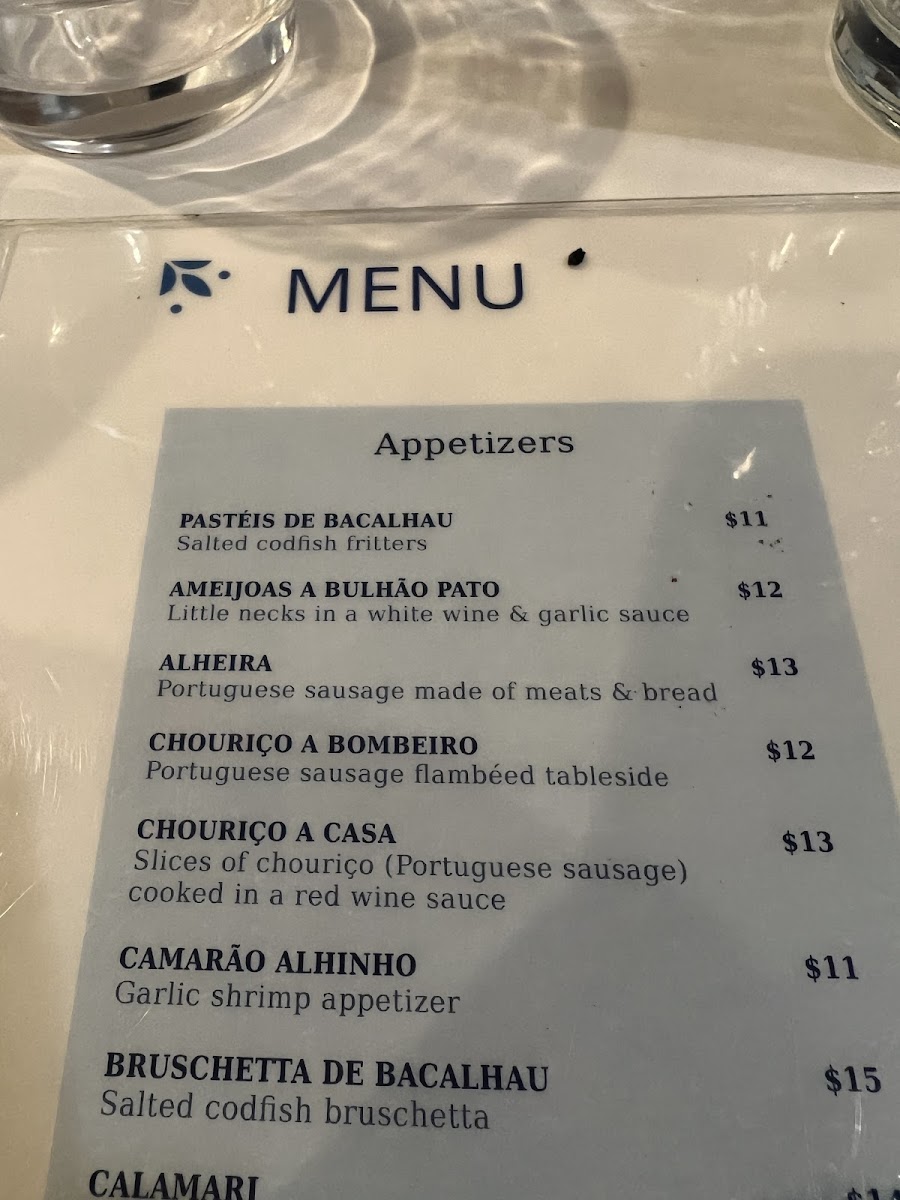 MENU
Appetizers
PASTÉIS DE BACALHAU $11
Salted codfish fritters
AMEIJOAS A BULHÃO PATO $12
Little necks in a white wine & garlic sauce
ALHEIRA $13
Portuguese sausage made of meats & bread
CHOURIÇO A BOMBEIRO $12
Portuguese sausage flambéed tableside
CHOURIÇO A CASA $13
Slices of chouriço (Portuguese sausage)
cooked in a red wine sauce
CAMARÃO ALHINHO $11
Garlic shrimp appetizer
BRUSCHETTA DE BACALHAU $15
Salted codfish bruschetta
CALAMARI